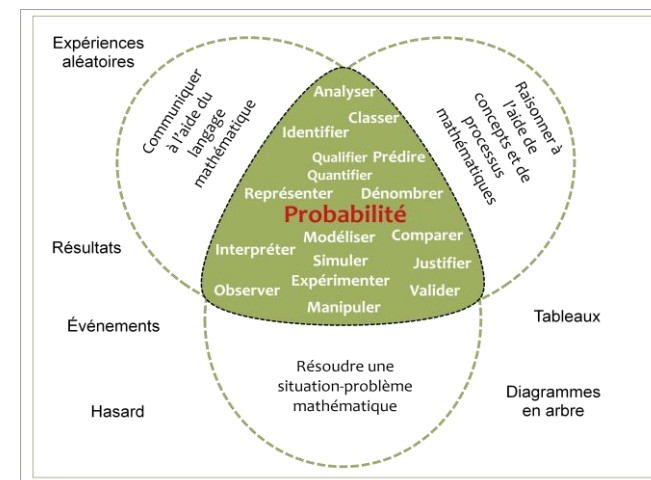 Expériences
aléatoires
Communiquer
à l'aide du
langage
mathématique
Raisonner à
l'aide de
concepts et de
processus
mathématiques
Analyser
Classer
Identifier
Qualifier Prédire
Quantifier
Représenter Dénombrer
Probabilité
Modéliser Comparer
Interpréter
Simuler
Justifier
Expérimenter
Observer Valider
Manipuler
Résultats
Événements
Tableaux
Résoudre une
situation-problème
mathématique
Hasard
Diagrammes
en arbre